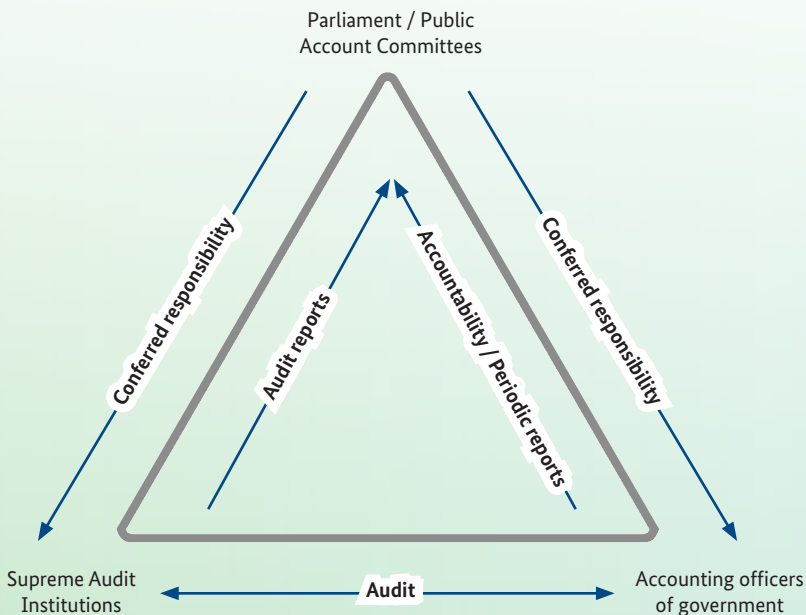 Parliament / Public
Account Committees
Conferred responsibility
Audit reports
Accountability / Periodic reports
Conferred responsibility
Supreme Audit
Institutions
Audit
Accounting officers
of government